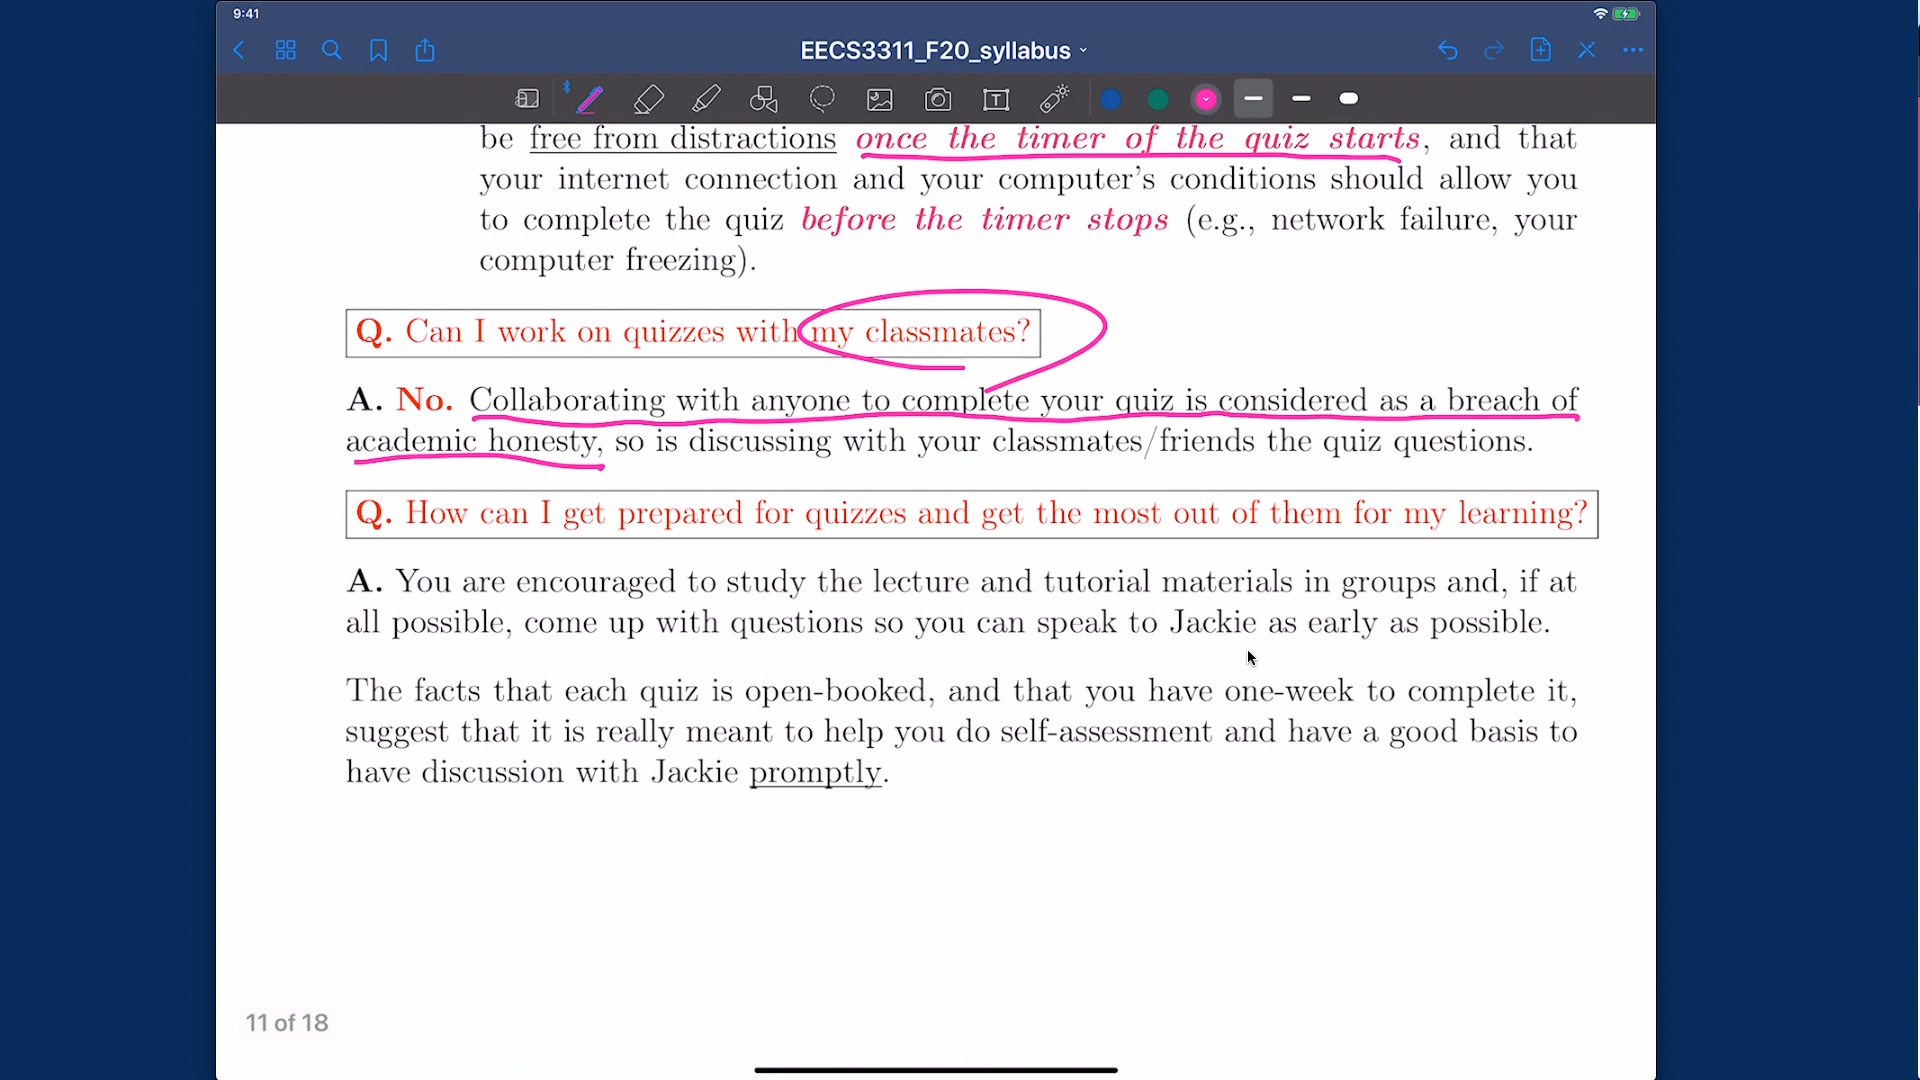 9:41
EECS3311_F20_syllabus
be free from distractions once the timer of the quiz starts, and that
your internet connection and your computer's conditions should allow you
to complete the quiz before the timer stops (e.g., network failure, your
computer freezing).
Q. Can I work on quizzes with my classmates?
A. No. Collaborating with anyone to complete your quiz is considered as a breach of
academic honesty, so is discussing with your classmates/friends the quiz questions.
Q. How can I get prepared for quizzes and get the most out of them for my learning?
A. You are encouraged to study the lecture and tutorial materials in groups and, if at
all possible, come up with questions so you can speak to Jackie as early as possible.
The facts that each quiz is open-booked, and that you have one-week to complete it,
suggest that it is really meant to help you do self-assessment and have a good basis to
have discussion with Jackie promptly.
11 of 18